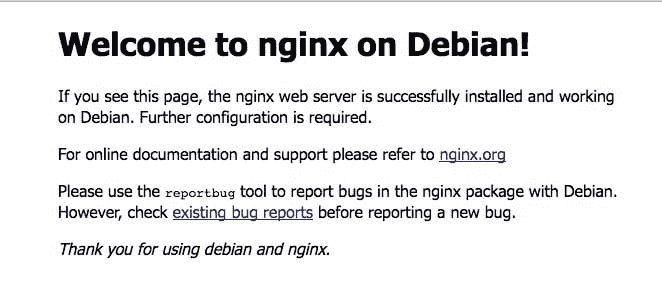 Welcome to nginx on Debian!
If you see this page, the nginx web server is successfully installed and working
on Debian. Further configuration is required.
For online documentation and support please refer to nginx.org
Please use the reportbug tool to report bugs in the nginx package with Debian.
However, check existing bug reports before reporting a new bug.
Thank you for using debian and nginx.